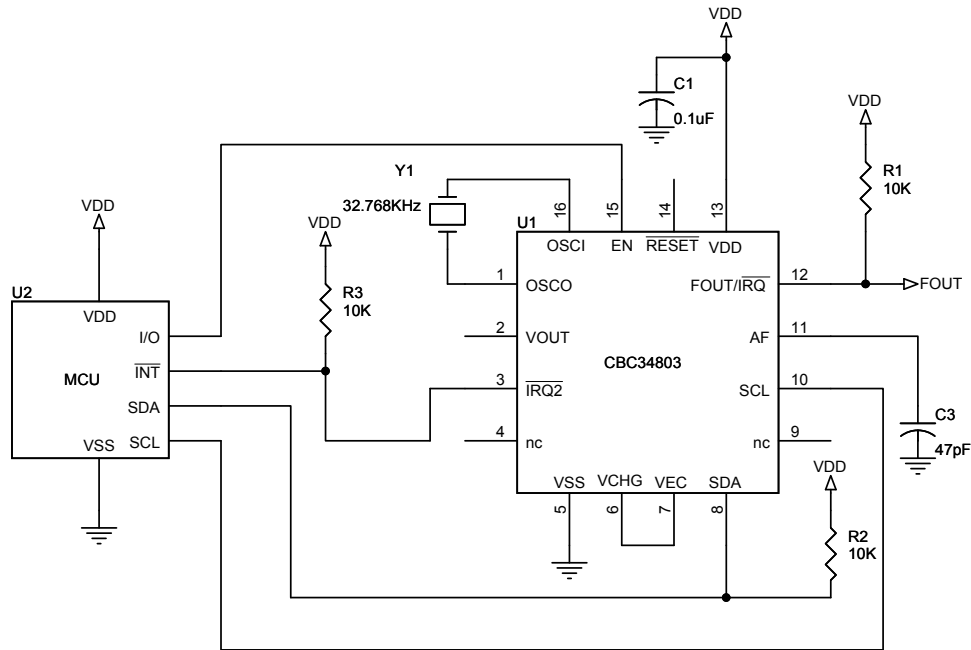 VDD
C1
0.1uF
VDD
R1
10K
Y1
32.768KHz
16
15
14
13
U1
OSCI
EN
RESET
VDD
VDD
VDD
R3
10K
1
OSCO
FOUT/IRQ
12
FOUT
U2
VDD
I/O
2
VOUT
AF
11
MCU
INT
CBC34803
3
IRQ2
SCL
10
SDA
C3
47pF
VSS
SCL
4
nc
nc
9
VSS
VCHG
VEC
SDA
VDD
5
6
7
8
R2
10K